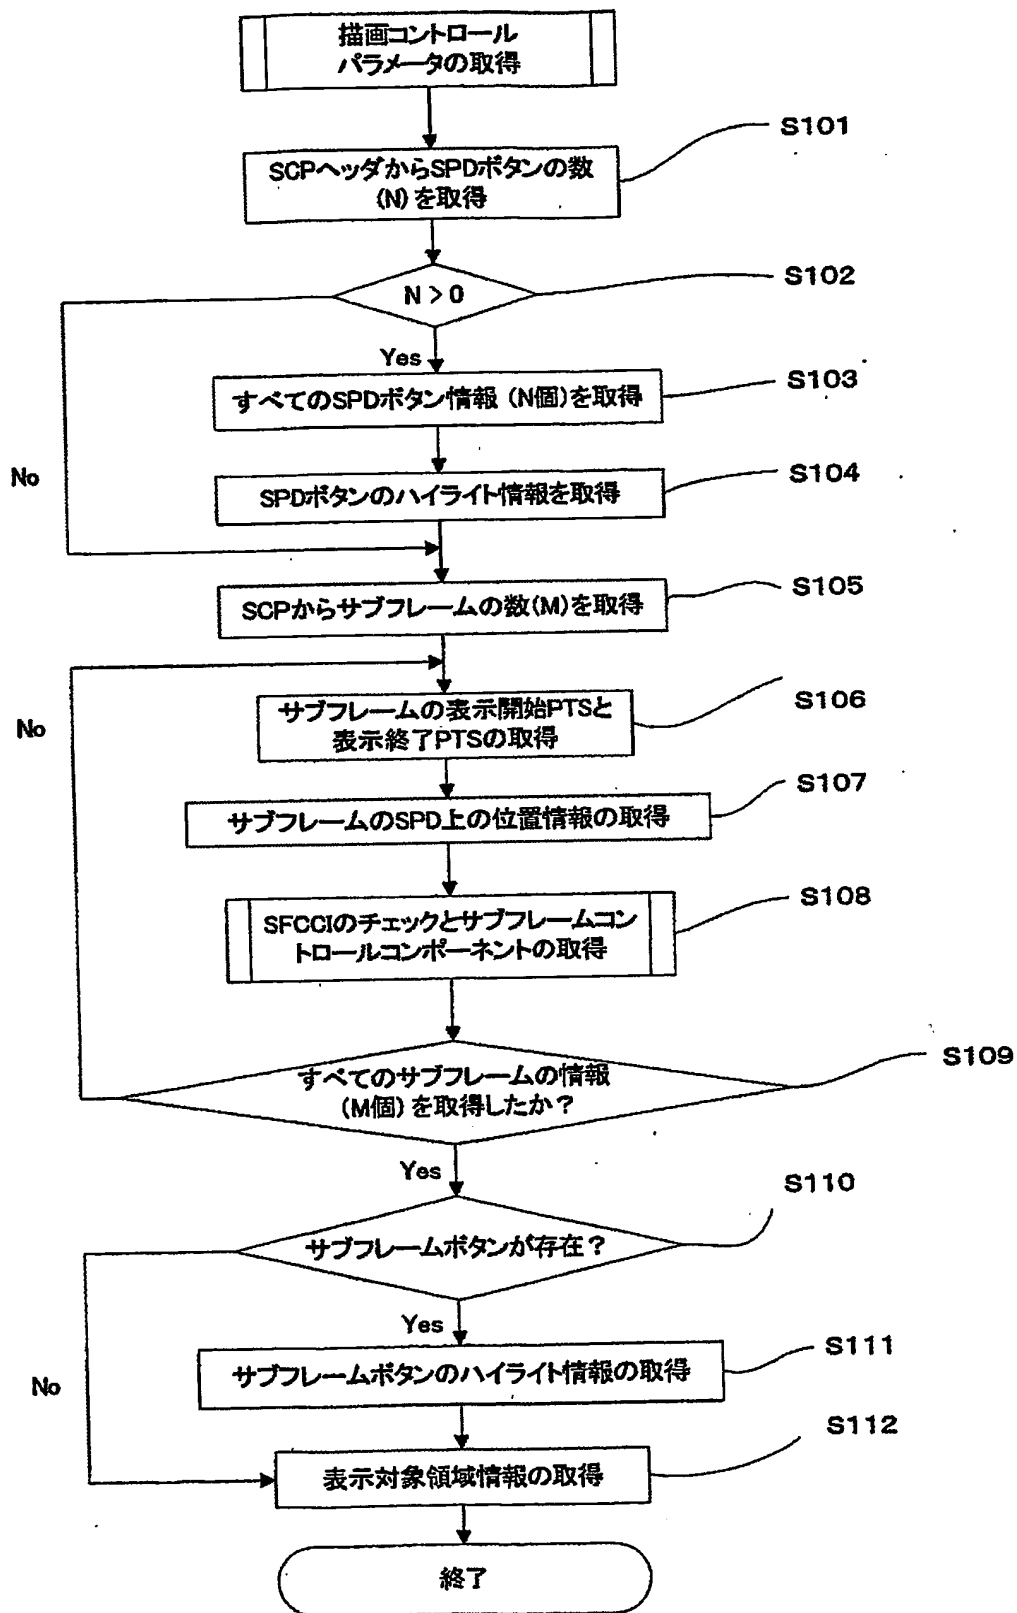 描画コントロール
パラメータの取得
S101
SCPヘッダからSPDボタンの数
(N)を取得
S102
N > 0
Yes
S103
すべてのSPDボタン情報 (N個)を取得
No
S104
SPDボタンのハイライト情報を取得
S105
SCPからサブフレームの数(M)を取得
No
S106
サブフレームの表示開始PTSと
表示終了PTSの取得
S107
サブフレームのSPD上の位置情報の取得
S108
SFCCIのチェックとサブフレームコン
トロールコンポーネントの取得
S109
すべてのサブフレームの情報
(M個)を取得したか？
Yes
S110
サブフレームボタンが存在？
Yes
S111
サブフレームボタンのハイライト情報の取得
No
S112
表示対象領域情報の取得
終了